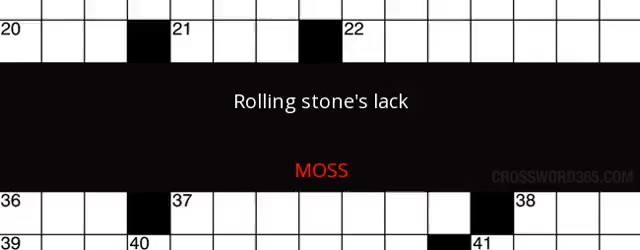 20 21 22
Rolling stone's lack
MOSS
CROSSWORD365.COM
36 37 38
39 40 41